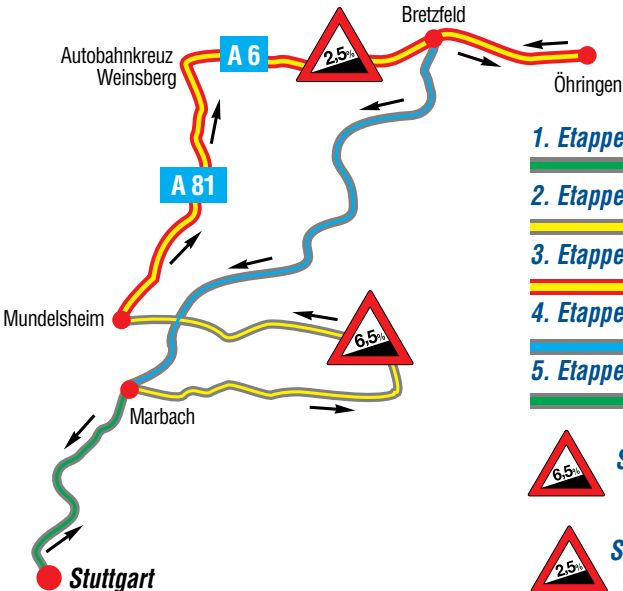 Bretzfeld
Autobahnkreuz
Weinsberg
A 6
2,5%
Öhringen
1. Etappe
A 81
2. Etappe
3. Etappe
4. Etappe
Mundelsheim
6,5%
5. Etappe
Marbach
6,5%
S
2,5%
S
Stuttgart